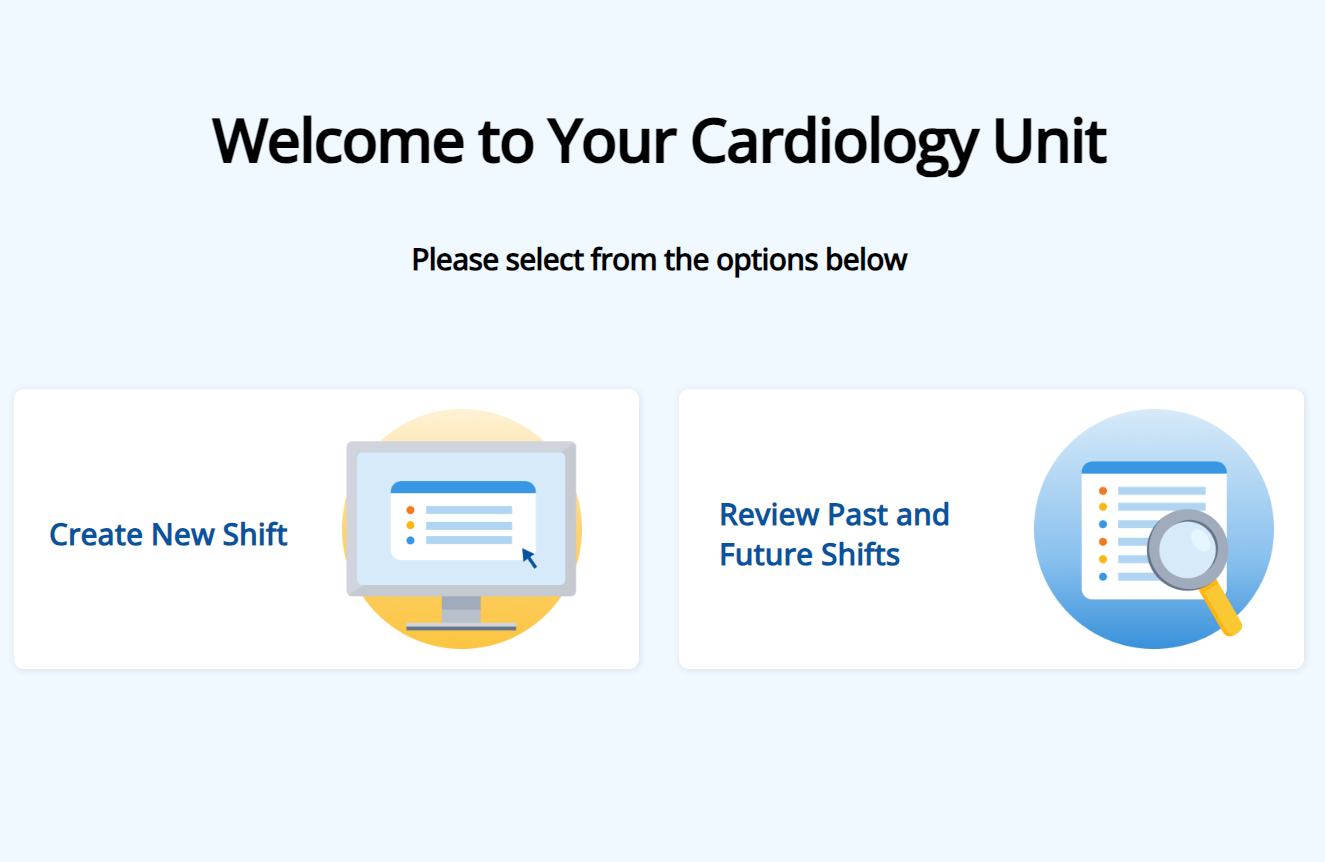 Welcome to Your Cardiology Unit
Please select from the options below
Create New Shift
Review Past and
Future Shifts